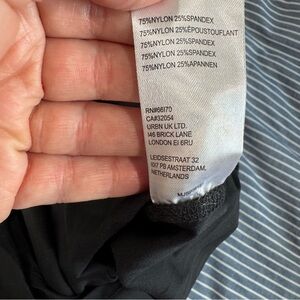 75%NYLON 25%SPANDEX
75%NYLON 25%ÉPOUSTOUFLANT
75%NYLON 25%SPANDEX
75%NYLON 25%SPANDEX
75%NYLON 25%APANNEN
RN#66170
CA#32054
URBN UK LTD.
146 BRICK LANE
LONDON E1 6RU
LEIDSESTRAAT 32
1017 PB AMSTERDAM,
NETHERLANDS